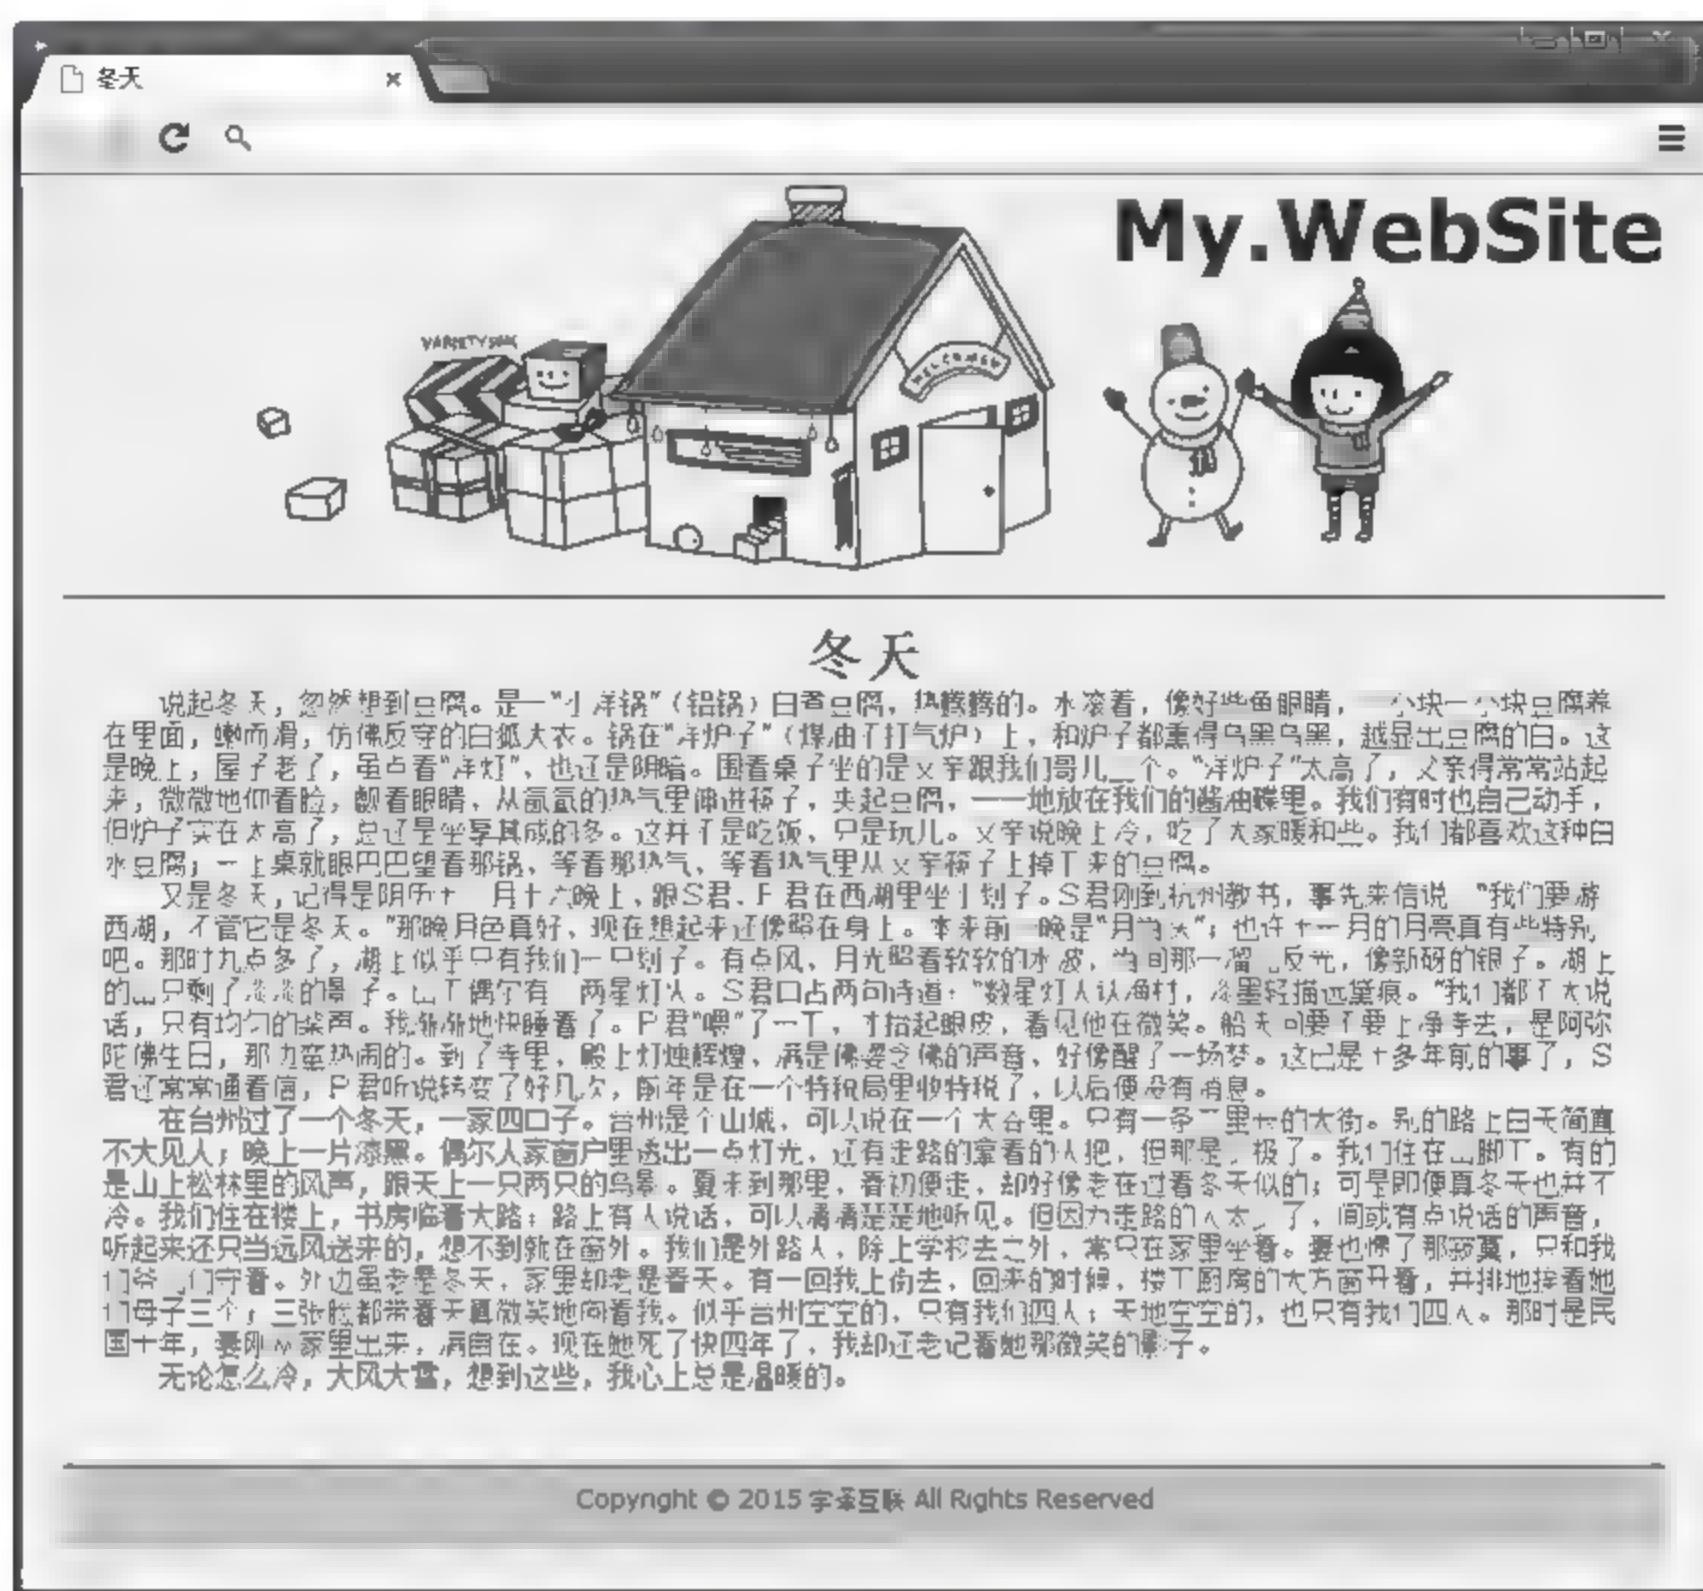 冬天
My.WebSite
VARIETY
WELCOME
冬天
说起冬天，忽然想到豆腐。是一“小洋锅”（铝锅）白煮豆腐，热腾腾的。水滚着，像好些鱼眼睛，一小块一小块豆腐养
在里面，嫩而滑，仿佛反穿的白狐大衣。锅在“洋炉子”（煤油不打气炉）上，和炉子都熏得乌黑乌黑，越显出豆腐的白。这
是晚上，屋子老了，虽点着“洋灯”，也还是阴暗。围着桌子坐的是父亲跟我们哥儿三个。“洋炉子”太高了，父亲得常常站起
来，微微地仰着脸，觑着眼睛，从氤氲的热气里伸进筷子，夹起豆腐，一一地放在我们的酱油碟里。我们有时也自己动手，
但炉子实在太高了，总还是坐享其成的多。这并不是吃饭，只是玩儿。父亲说晚上冷，吃了大家暖和些。我们都喜欢这种白
水豆腐；一上桌就眼巴巴望着那锅，等着那热气，等着热气里从父亲筷子上掉下来的豆腐。
又是冬天，记得是阴历十一月十六晚上，跟S君、P君在西湖里坐小划子。S君刚到杭州教书，事先来信说：“我们要游
西湖，不管它是冬天。”那晚月色真好，现在想起来还像照在身上。本来前一晚是“月当头”；也许十一月的月亮真有些特别
吧。那时九点多了，湖上似乎只有我们一只划子。有点风，月光照着软软的水波；当间那一溜儿反光，像新砑的银子。湖上
的山只剩了淡淡的影子。山下偶尔有一两星灯火。S君口占两句诗道：“数星灯火认渔村，淡墨轻描远黛痕。”我们都不大说
话，只有均匀的桨声。我渐渐地快睡着了。P君“喂”了一下，才抬起眼皮，看见他在微笑。船夫问要不要上净寺去；是阿弥
陀佛生日，那边蛮热闹的。到了寺里，殿上灯烛辉煌，满是佛婆念佛的声音，好像醒了一场梦。这已是十多年前的事了，S
君还常常通着信，P君听说转变了好几次，前年是在一个特税局里收特税了，以后便没有消息。
在台州过了一个冬天，一家四口子。台州是个山城，可以说在一个大谷里。只有一条二里长的大街。别的路上白天简直
不大见人；晚上一片漆黑。偶尔人家窗户里透出一点灯光，还有走路的拿着的火把，但那是少极了。我们住在山脚下。有的
是山上松林里的风声，跟天上一只两只的鸟影。夏末到那里，春初便走，却好像老在过着冬天似的；可是即便真冬天也并不
冷。我们住在楼上，书房临着大路；路上有人说话，可以清清楚楚地听见。但因为走路的人太少了，间或有点说话的声音，
听起来还只当远风送来的，想不到就在窗外。我们是外路人，除上学校去之外，常只在家里坐着。妻也惯了那寂寞，只和我
们爷儿们守着。外边虽老是冬天，家里却老是春天。有一回我上街去，回来的时候，楼下厨房的大方窗开着，并排地挨着她
们母子三个；三张脸都带着天真微笑地向着我。似乎台州空空的，只有我们四人；天地空空的，也只有我们四人。那时是民
国十年，妻刚从家里出来，满自在。现在她死了快四年了，我却还老记着她那微笑的影子。
无论怎么冷，大风大雪，想到这些，我心上总是温暖的。
Copyright © 2015 宇泽互联 All Rights Reserved